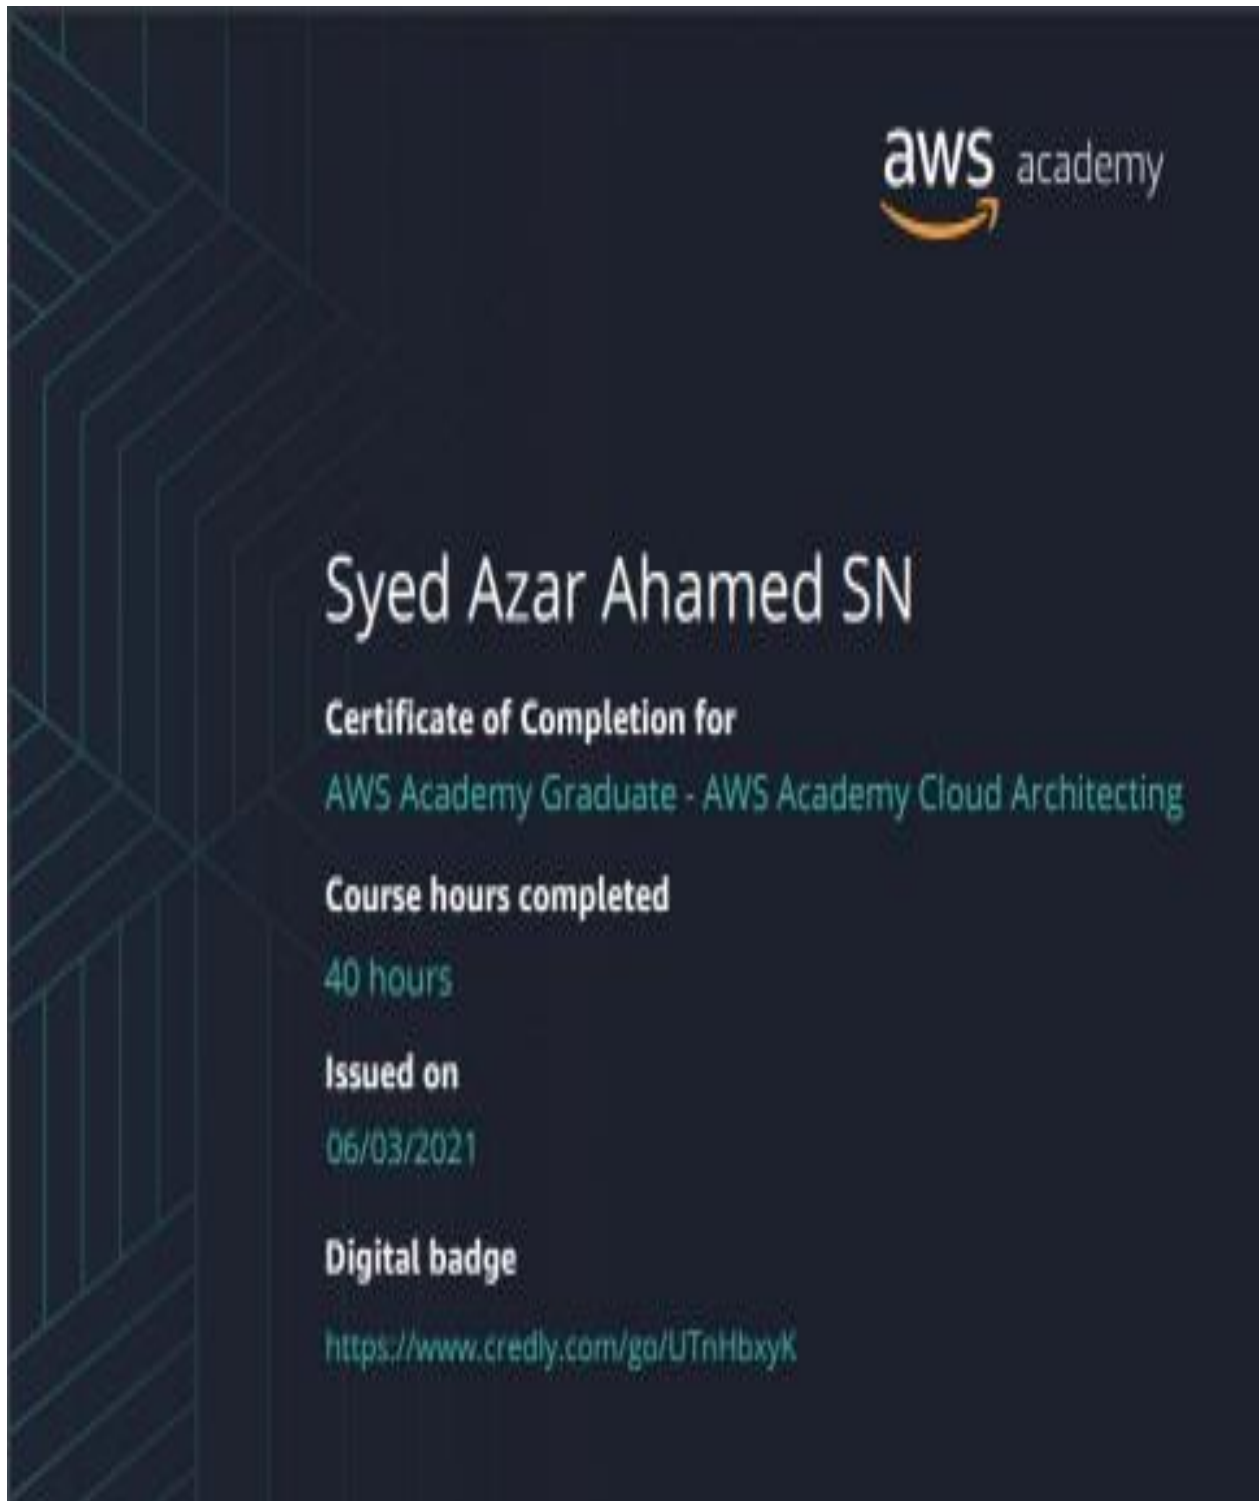 aws academy
Syed Azar Ahamed SN
Certificate of Completion for
AWS Academy Graduate - AWS Academy Cloud Architecting
Course hours completed
40 hours
Issued on
06/03/2021
Digital badge
https://www.credly.com/go/UTnHbxyK